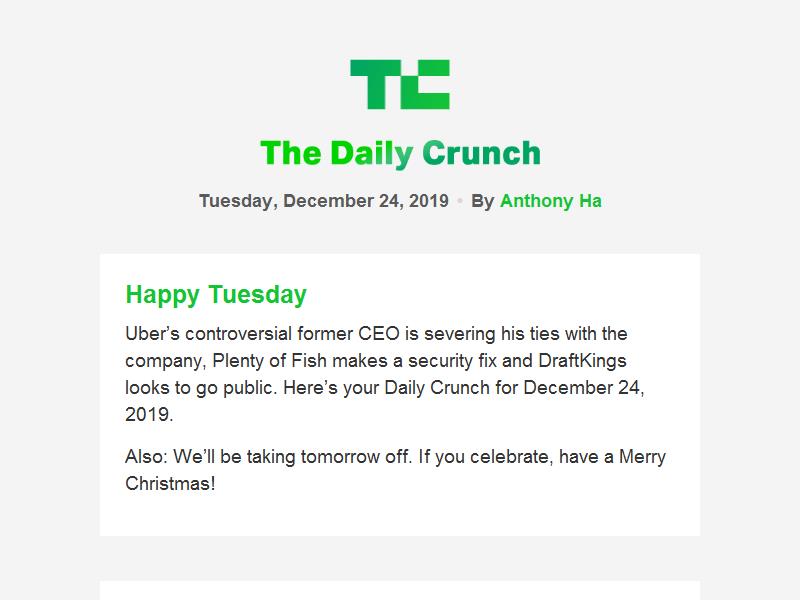 TC
The Daily Crunch
Tuesday, December 24, 2019 • By Anthony Ha
Happy Tuesday
Uber’s controversial former CEO is severing his ties with the
company, Plenty of Fish makes a security fix and DraftKings
looks to go public. Here’s your Daily Crunch for December 24,
2019.
Also: We’ll be taking tomorrow off. If you celebrate, have a Merry
Christmas!